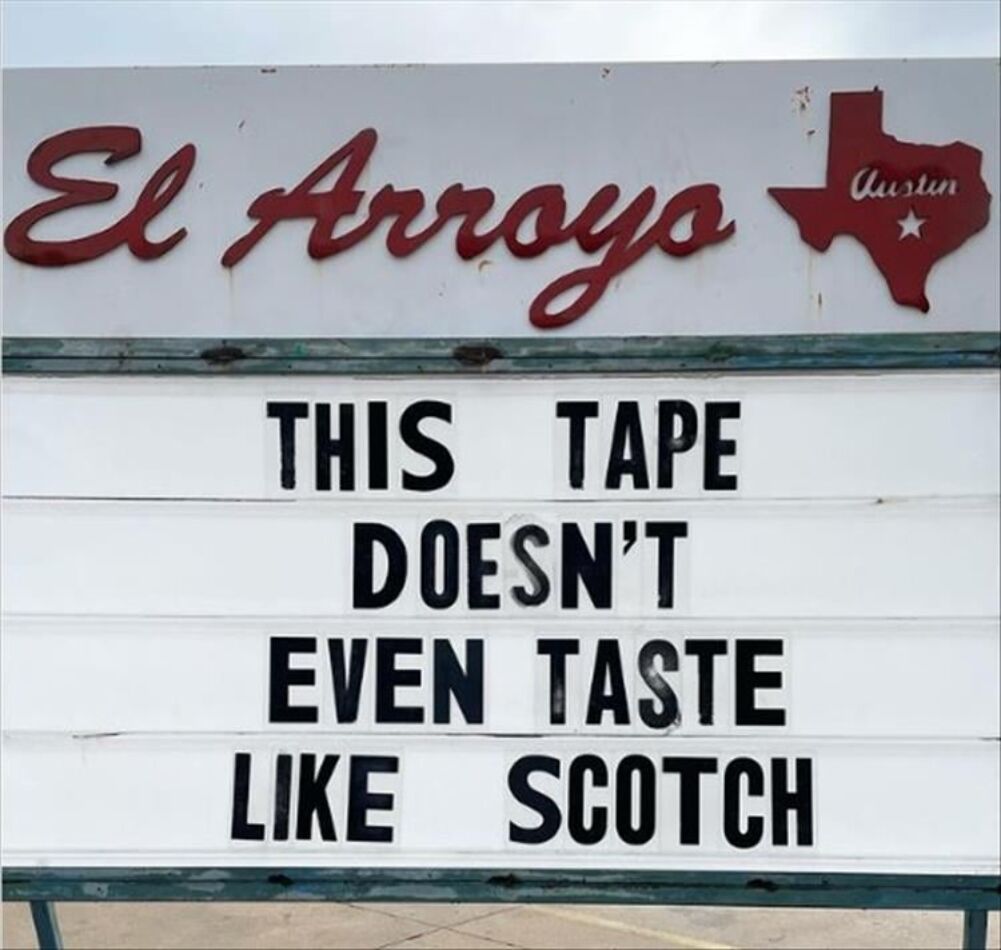 El Arroyo
Austin
THIS TAPE
DOESN'T
EVEN TASTE
LIKE SCOTCH